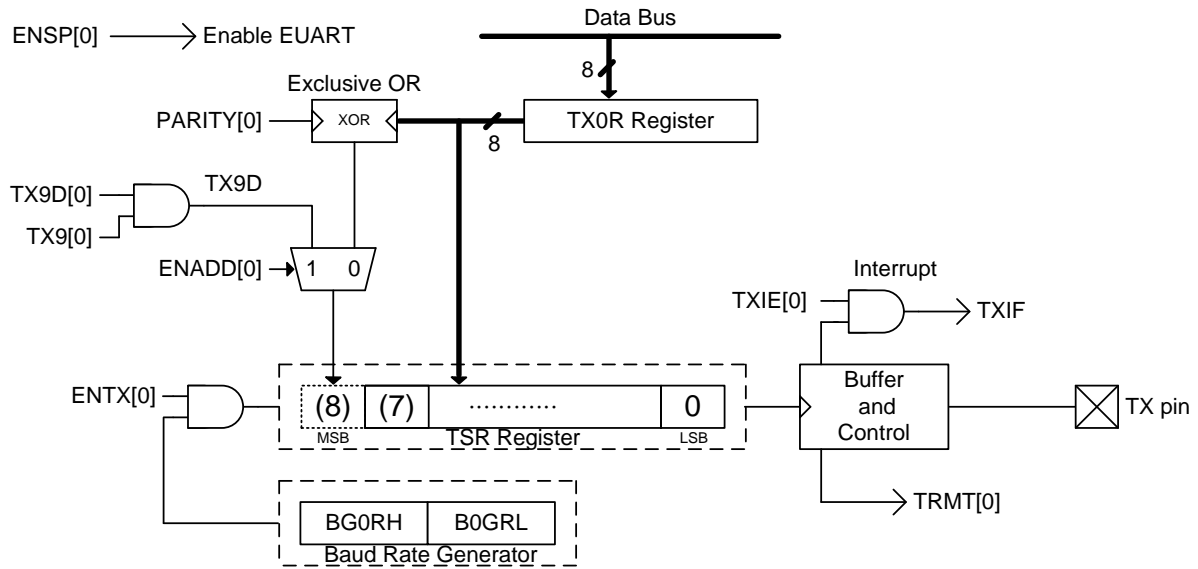 Data Bus
ENSP[0]
Enable EUART
8
Exclusive OR
PARITY[0]
XOR
TX0R Register
8
TX9D[0]
TX9D
TX9[0]
ENADD[0]
1 0
Interrupt
TXIE[0]
TXIF
ENTX[0]
(8) (7) ............ 0
MSB TSR Register LSB
Buffer
and
Control
TX pin
TRMT[0]
BG0RH B0GRL
Baud Rate Generator